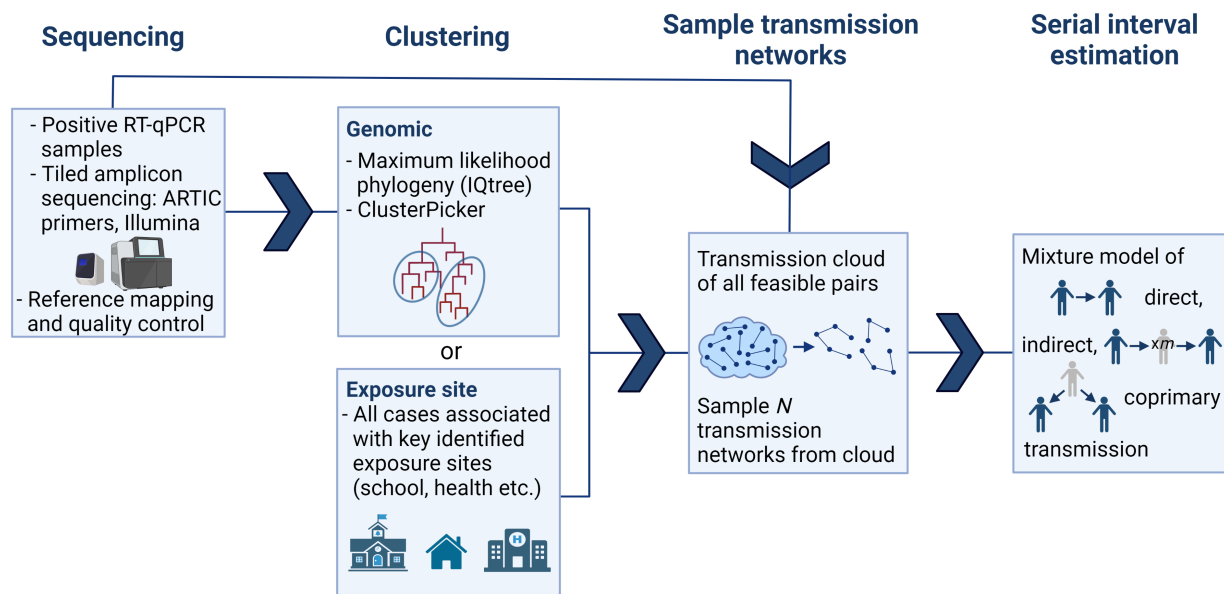 Sequencing
Clustering
Sample transmission
networks
Serial interval
estimation
- Positive RT-qPCR
samples
- Tiled amplicon
sequencing: ARTIC
primers, Illumina
- Reference mapping
and quality control
Genomic
- Maximum likelihood
phylogeny (IQtree)
- ClusterPicker
or
Exposure site
- All cases associated
with key identified
exposure sites
(school, health etc.)
H
Transmission cloud
of all feasible pairs
Sample N
transmission
networks from cloud
Mixture model of
direct,
indirect,
xm
coprimary
transmission